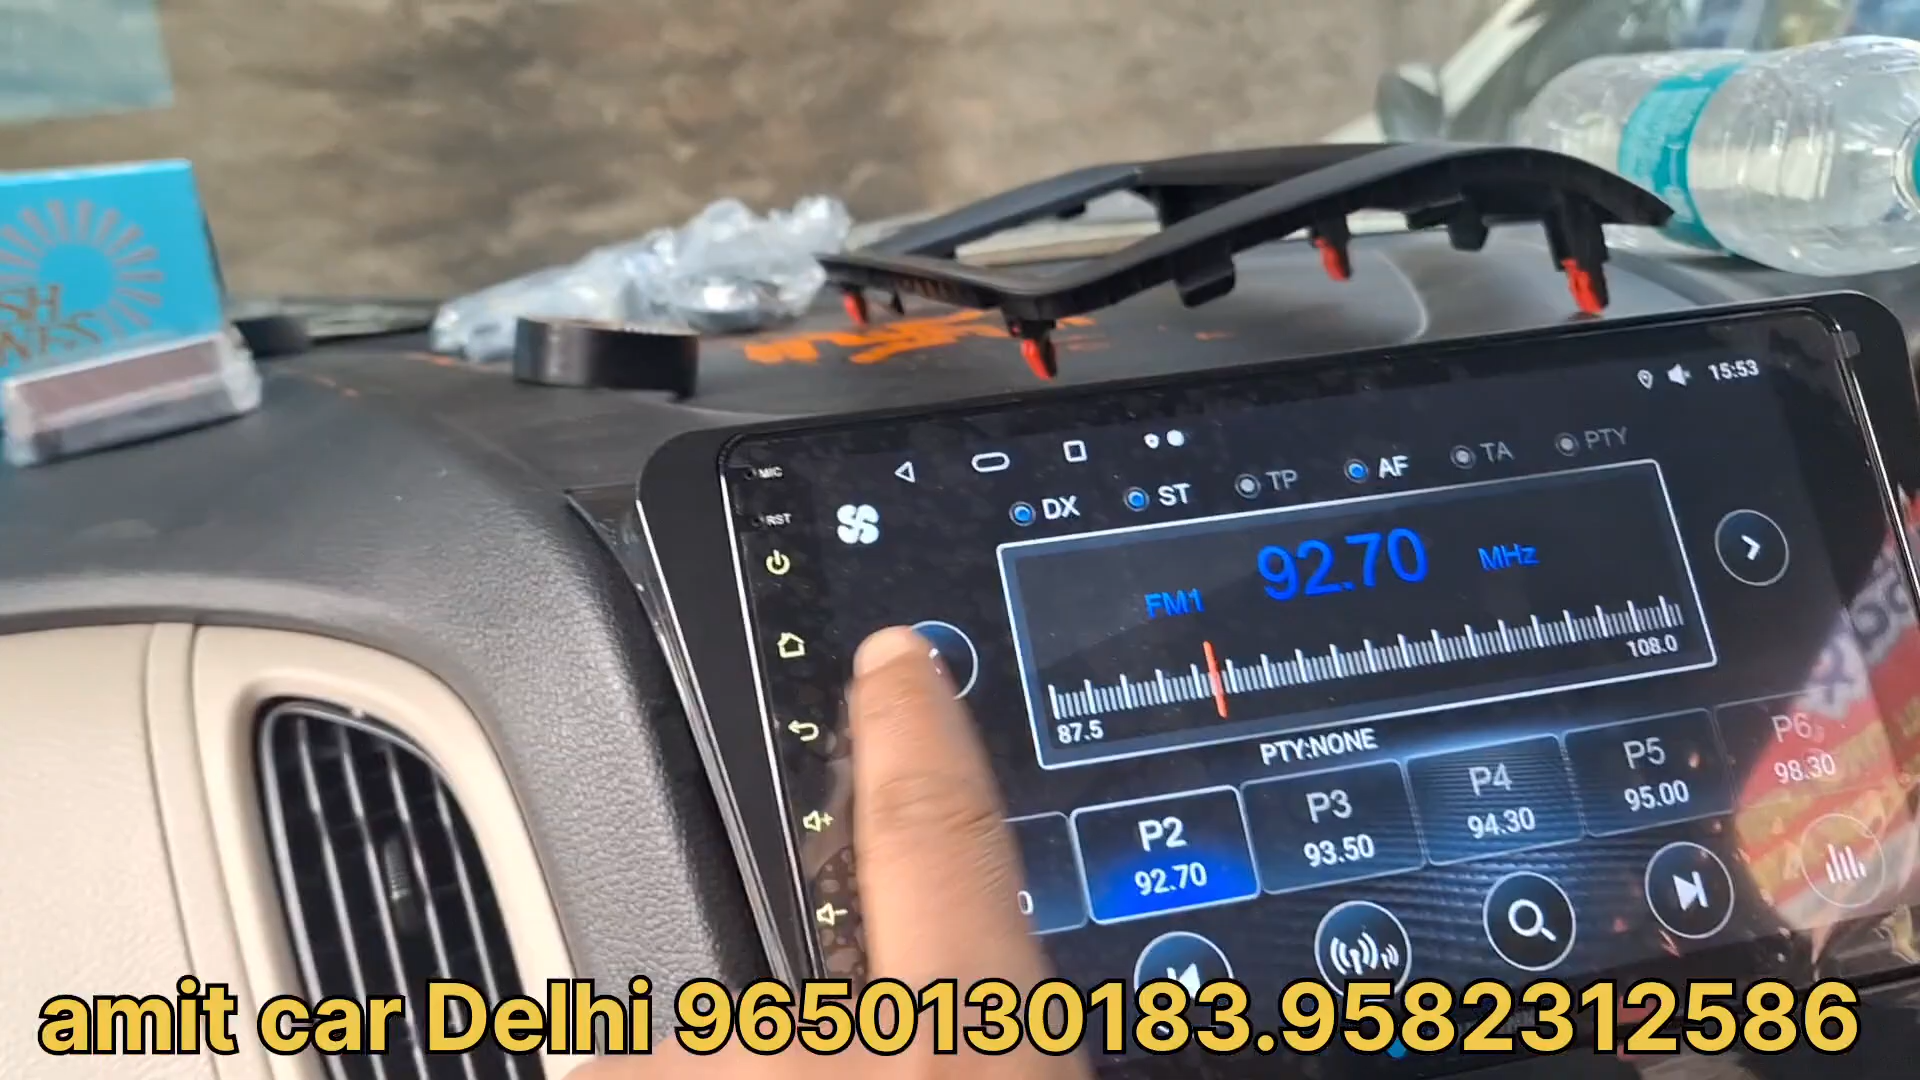 15:53
MIC
DX
ST
TP
AF
TA
PTY
RST
FM1
92.70
MHz
87.5
108.0
PTY:NONE
P2
92.70
P3
93.50
P4
94.30
P5
95.00
P6
98.30
amit car Delhi 9650130183.9582312586